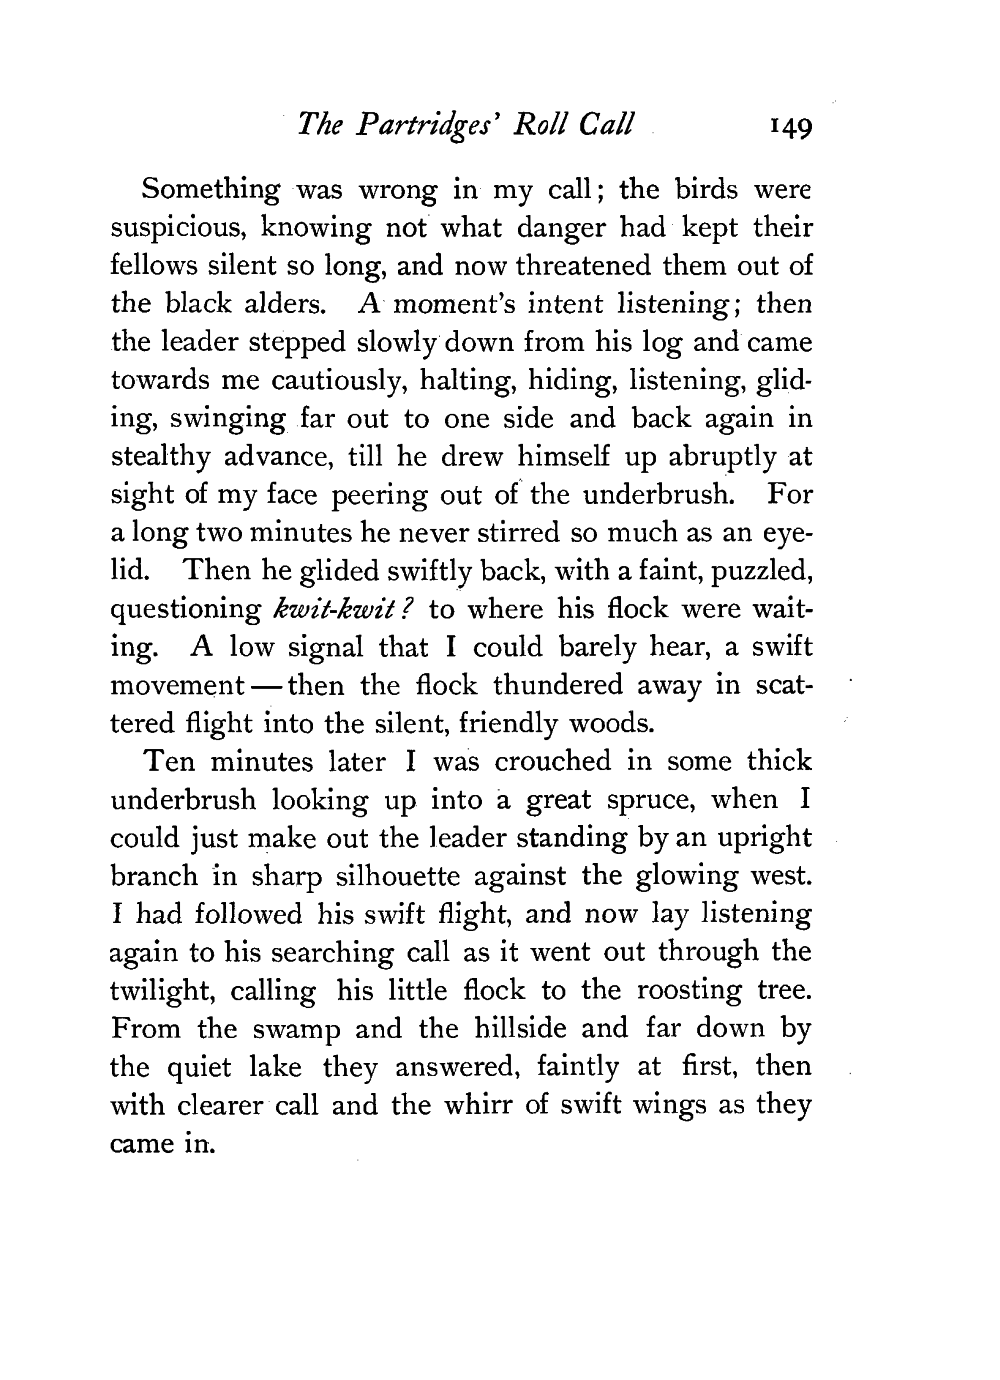 The Partridges' Roll Call 149
Something was wrong in my call; the birds were
suspicious, knowing not what danger had kept their
fellows silent so long, and now threatened them out of
the black alders. A moment's intent listening; then
the leader stepped slowly down from his log and came
towards me cautiously, halting, hiding, listening, glid-
ing, swinging far out to one side and back again in
stealthy advance, till he drew himself up abruptly at
sight of my face peering out of the underbrush. For
a long two minutes he never stirred so much as an eye-
lid. Then he glided swiftly back, with a faint, puzzled,
questioning kwit-kwit? to where his flock were wait-
ing. A low signal that I could barely hear, a swift
movement—then the flock thundered away in scat-
tered flight into the silent, friendly woods.
Ten minutes later I was crouched in some thick
underbrush looking up into a great spruce, when I
could just make out the leader standing by an upright
branch in sharp silhouette against the glowing west.
I had followed his swift flight, and now lay listening
again to his searching call as it went out through the
twilight, calling his little flock to the roosting tree.
From the swamp and the hillside and far down by
the quiet lake they answered, faintly at first, then
with clearer call and the whirr of swift wings as they
came in.